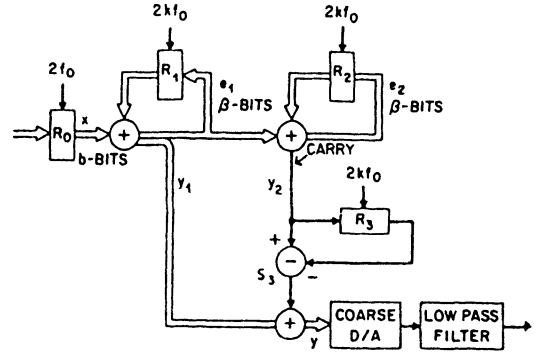 2kf₀ 2kf₀
R₁ R₂
2f₀ e₁ e₂
β-BITS β-BITS
R₀ x + +
b-BITS CARRY
y₁ y₂ 2kf₀
R₃
+
S₃ − −
+ y COARSE D/A LOW PASS FILTER